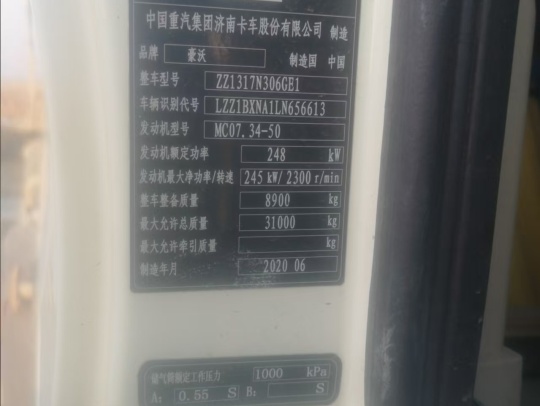 中国重汽集团济南卡车股份有限公司 制造
品牌 豪沃 制造国 中国
整车型号 ZZ1317N306GE1
车辆识别代号 LZZ1BXNA1LN656613
发动机型号 MC07.34-50
发动机额定功率 248 kW
发动机最大净功率/转速 245 kW/ 2300 r/min
整车整备质量 8900 kg
最大允许总质量 31000 kg
最大允许牵引质量 kg
制造年月 2020 06
储气筒额定工作压力 1000 kPa
A: 0.55 S B: S